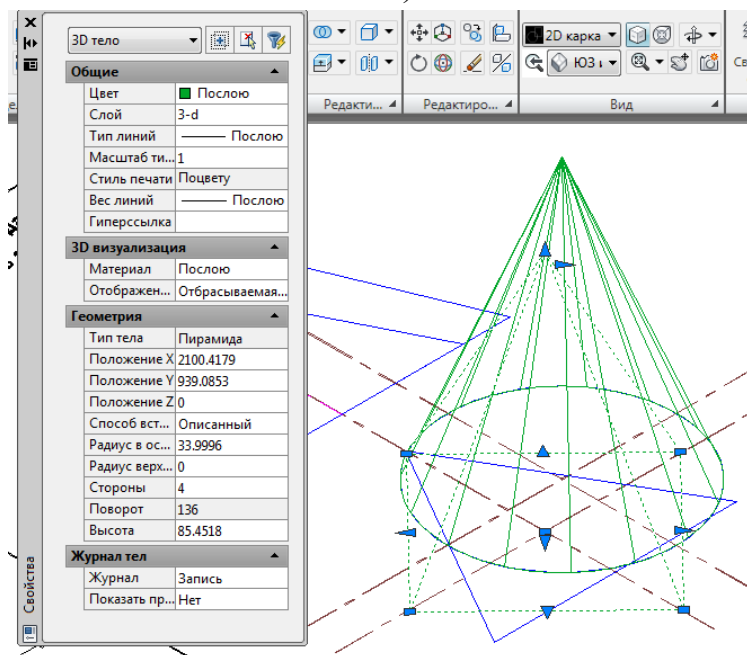 3D тело
2D карка
ЮЗ и
Редакти...
Редактиро...
Вид
Св
Общие
Цвет Послою
Слой 3-d
Тип линий Послою
Масштаб ти... 1
Стиль печати Поцвету
Вес линий Послою
Гиперссылка
3D визуализация
Материал Послою
Отображен... Отбрасываемая...
Геометрия
Тип тела Пирамида
Положение X 2100.4179
Положение Y 939.0853
Положение Z 0
Способ вст... Описанный
Радиус в ос... 33.9996
Радиус верх... 0
Стороны 4
Поворот 136
Высота 85.4518
Журнал тел
Журнал Запись
Показать пр... Нет
Свойства